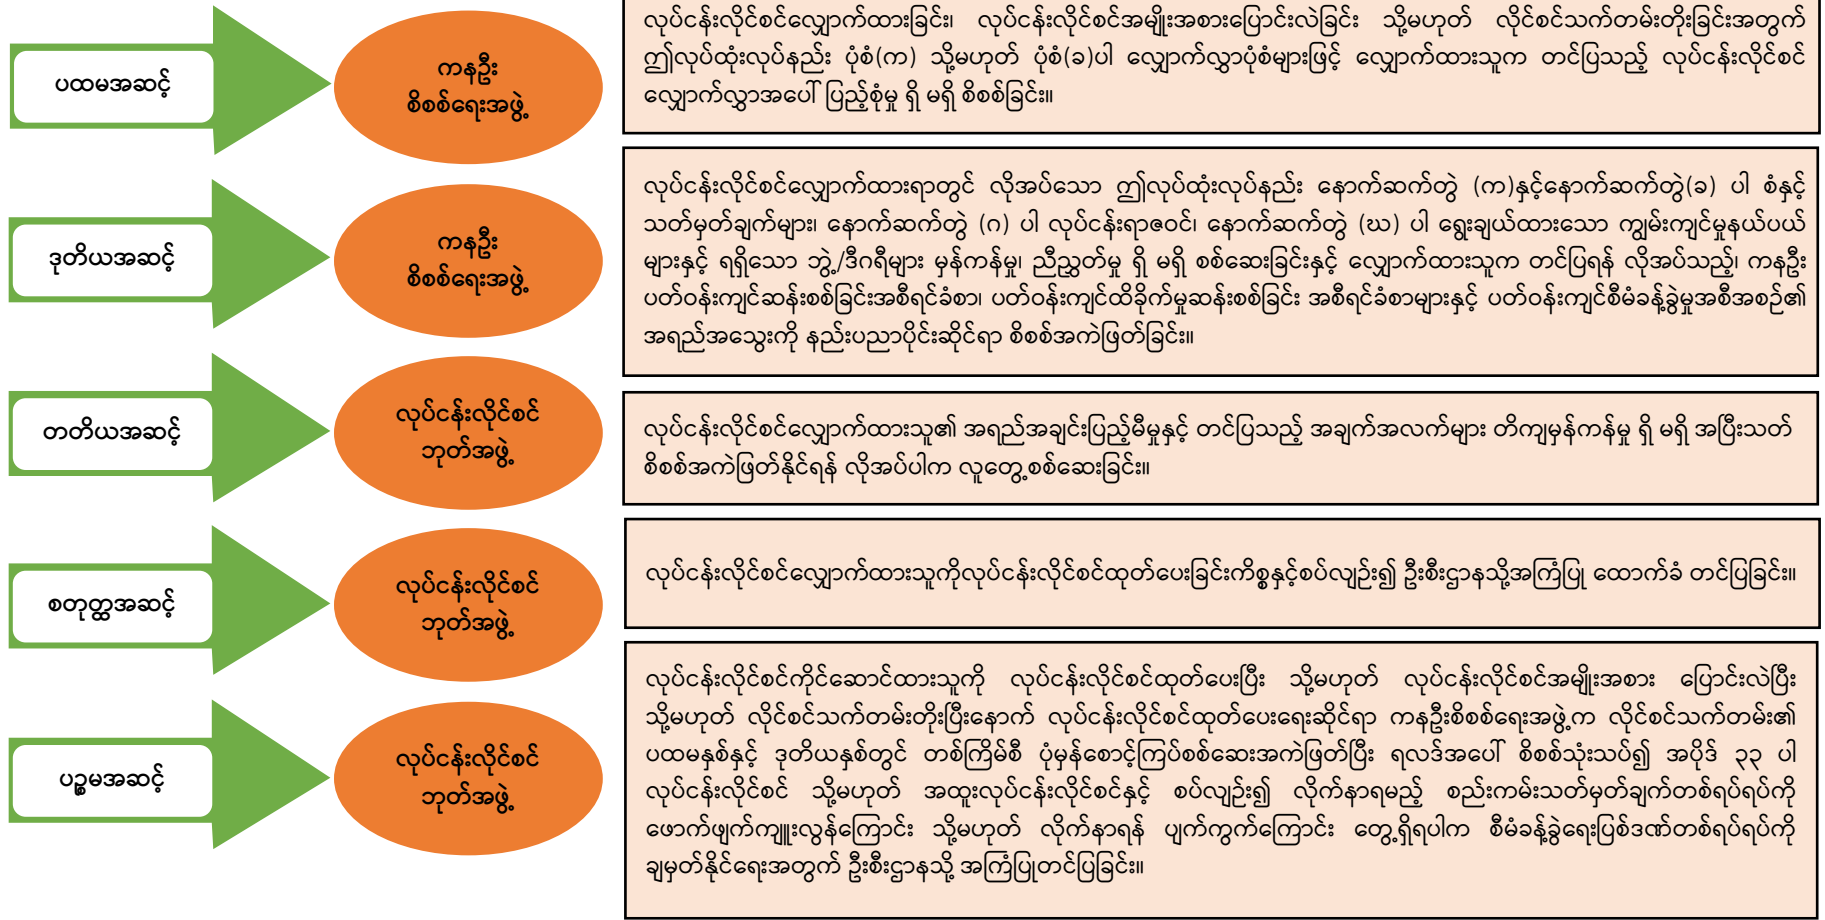 ပထမအဆင့်
ကနဦး
စိစစ်ရေးအဖွဲ့
လုပ်ငန်းလိုင်စင်လျှောက်ထားခြင်း၊ လုပ်ငန်းလိုင်စင်အမျိုးအစားပြောင်းလဲခြင်း သို့မဟုတ် လိုင်စင်သက်တမ်းတိုးခြင်းအတွက်
ဤလုပ်ထုံးလုပ်နည်း ပုံစံ(က) သို့မဟုတ် ပုံစံ(ခ)ပါ လျှောက်လွှာပုံစံများဖြင့် လျှောက်ထားသူက တင်ပြသည့် လုပ်ငန်းလိုင်စင်
လျှောက်လွှာအပေါ် ပြည့်စုံမှု ရှိ မရှိ စိစစ်ခြင်း။
ဒုတိယအဆင့်
ကနဦး
စိစစ်ရေးအဖွဲ့
လုပ်ငန်းလိုင်စင်လျှောက်ထားရာတွင် လိုအပ်သော ဤလုပ်ထုံးလုပ်နည်း နောက်ဆက်တွဲ (က)နှင့်နောက်ဆက်တွဲ(ခ) ပါ စံနှင့်
သတ်မှတ်ချက်များ၊ နောက်ဆက်တွဲ (ဂ) ပါ လုပ်ငန်းရာဇဝင်၊ နောက်ဆက်တွဲ (ဃ) ပါ ရွေးချယ်ထားသော ကျွမ်းကျင်မှုနယ်ပယ်
များနှင့် ရရှိသော ဘွဲ့/ဒီဂရီများ မှန်ကန်မှု၊ ညီညွတ်မှု ရှိ မရှိ စစ်ဆေးခြင်းနှင့် လျှောက်ထားသူက တင်ပြရန် လိုအပ်သည့်၊ ကနဦး
ပတ်ဝန်းကျင်ဆန်းစစ်ခြင်းအစီရင်ခံစာ၊ ပတ်ဝန်းကျင်ထိခိုက်မှုဆန်းစစ်ခြင်း အစီရင်ခံစာများနှင့် ပတ်ဝန်းကျင်စီမံခန့်ခွဲမှုအစီအစဉ်၏
အရည်အသွေးကို နည်းပညာပိုင်းဆိုင်ရာ စိစစ်အကဲဖြတ်ခြင်း။
တတိယအဆင့်
လုပ်ငန်းလိုင်စင်
ဘုတ်အဖွဲ့
လုပ်ငန်းလိုင်စင်လျှောက်ထားသူ၏ အရည်အချင်းပြည့်မီမှုနှင့် တင်ပြသည့် အချက်အလက်များ တိကျမှန်ကန်မှု ရှိ မရှိ အပြီးသတ်
စိစစ်အကဲဖြတ်နိုင်ရန် လိုအပ်ပါက လူတွေ့စစ်ဆေးခြင်း။
စတုတ္ထအဆင့်
လုပ်ငန်းလိုင်စင်
ဘုတ်အဖွဲ့
လုပ်ငန်းလိုင်စင်လျှောက်ထားသူကိုလုပ်ငန်းလိုင်စင်ထုတ်ပေးခြင်းကိစ္စနှင့်စပ်လျဉ်း၍ ဦးစီးဌာနသို့အကြံပြု ထောက်ခံ တင်ပြခြင်း။
ပဉ္စမအဆင့်
လုပ်ငန်းလိုင်စင်
ဘုတ်အဖွဲ့
လုပ်ငန်းလိုင်စင်ကိုင်ဆောင်ထားသူကို လုပ်ငန်းလိုင်စင်ထုတ်ပေးပြီး သို့မဟုတ် လုပ်ငန်းလိုင်စင်အမျိုးအစား ပြောင်းလဲပြီး
သို့မဟုတ် လိုင်စင်သက်တမ်းတိုးပြီးနောက် လုပ်ငန်းလိုင်စင်ထုတ်ပေးရေးဆိုင်ရာ ကနဦးစိစစ်ရေးအဖွဲ့က လိုင်စင်သက်တမ်း၏
ပထမနှစ်နှင့် ဒုတိယနှစ်တွင် တစ်ကြိမ်စီ ပုံမှန်စောင့်ကြပ်စစ်ဆေးအကဲဖြတ်ပြီး ရလဒ်အပေါ် စိစစ်သုံးသပ်၍ အပိုဒ် ၃၃ ပါ
လုပ်ငန်းလိုင်စင် သို့မဟုတ် အထူးလုပ်ငန်းလိုင်စင်နှင့် စပ်လျဉ်း၍ လိုက်နာရမည့် စည်းကမ်းသတ်မှတ်ချက်တစ်ရပ်ရပ်ကို
ဖောက်ဖျက်ကျူးလွန်ကြောင်း သို့မဟုတ် လိုက်နာရန် ပျက်ကွက်ကြောင်း တွေ့ရှိရပါက စီမံခန့်ခွဲရေးပြစ်ဒဏ်တစ်ရပ်ရပ်ကို
ချမှတ်နိုင်ရေးအတွက် ဦးစီးဌာနသို့ အကြံပြုတင်ပြခြင်း။